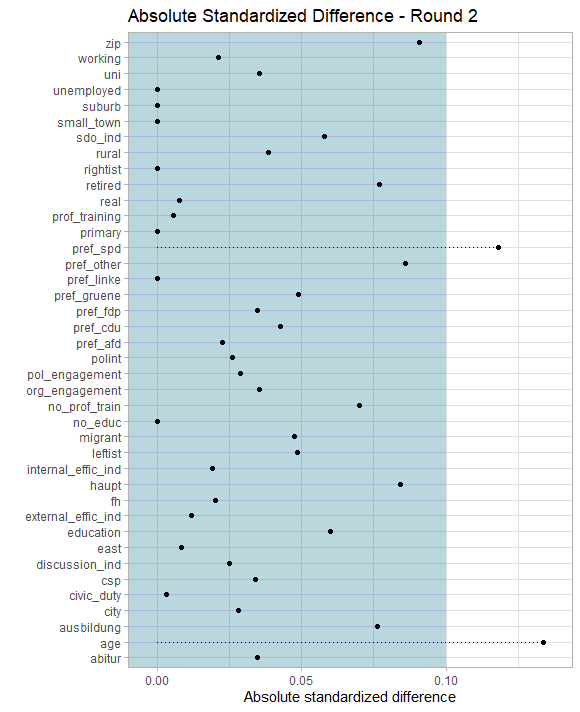 Absolute Standardized Difference - Round 2
zip
working
uni
unemployed
suburb
small_town
sdo_ind
rural
rightist
retired
real
prof_training
primary
pref_spd
pref_other
pref_linke
pref_gruene
pref_fdp
pref_cdu
pref_afd
polint
pol_engagement
org_engagement
no_prof_train
no_educ
migrant
leftist
internal_effic_ind
haupt
fh
external_effic_ind
education
east
discussion_ind
csp
civic_duty
city
ausbildung
age
abitur
0.00 0.05 0.10
Absolute standardized difference